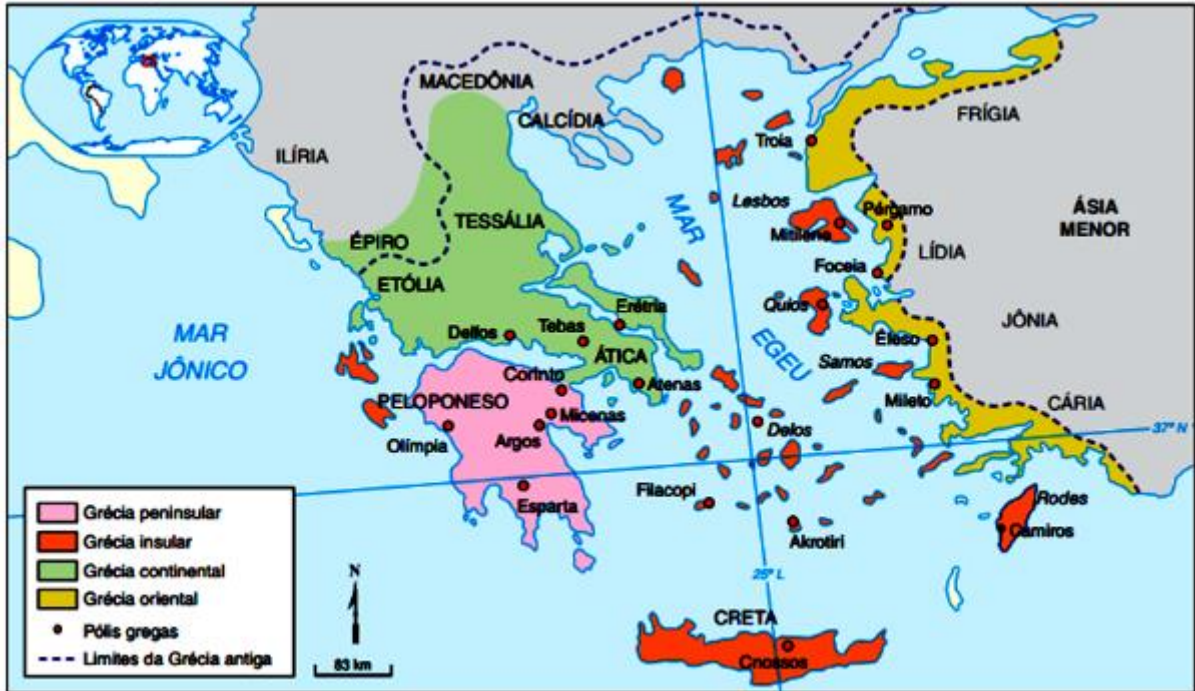 MACEDÔNIA
CALCÍDIA
FRÍGIA
Troia
ILÍRIA
MAR
Lesbos
Pérgamo
ÁSIA
MENOR
TESSÁLIA
Mitilene
LÍDIA
ÉPIRO
Foceia
ETÓLIA
Erétria
Quios
MAR
JÔNICO
Delfos
Tebas
EGEU
JÔNIA
ÁTICA
Éfeso
Samos
Corinto
Atenas
PELOPONESO
Micenas
Mileto
CÁRIA
Delos
37º N
Olímpia
Argos
Filacopi
Rodes
Esparta
Akrotiri
Camiros
Grécia peninsular
Grécia insular
Grécia continental
Grécia oriental
Pólis gregas
Limites da Grécia antiga
N
83 km
25º L
CRETA
Cnossos